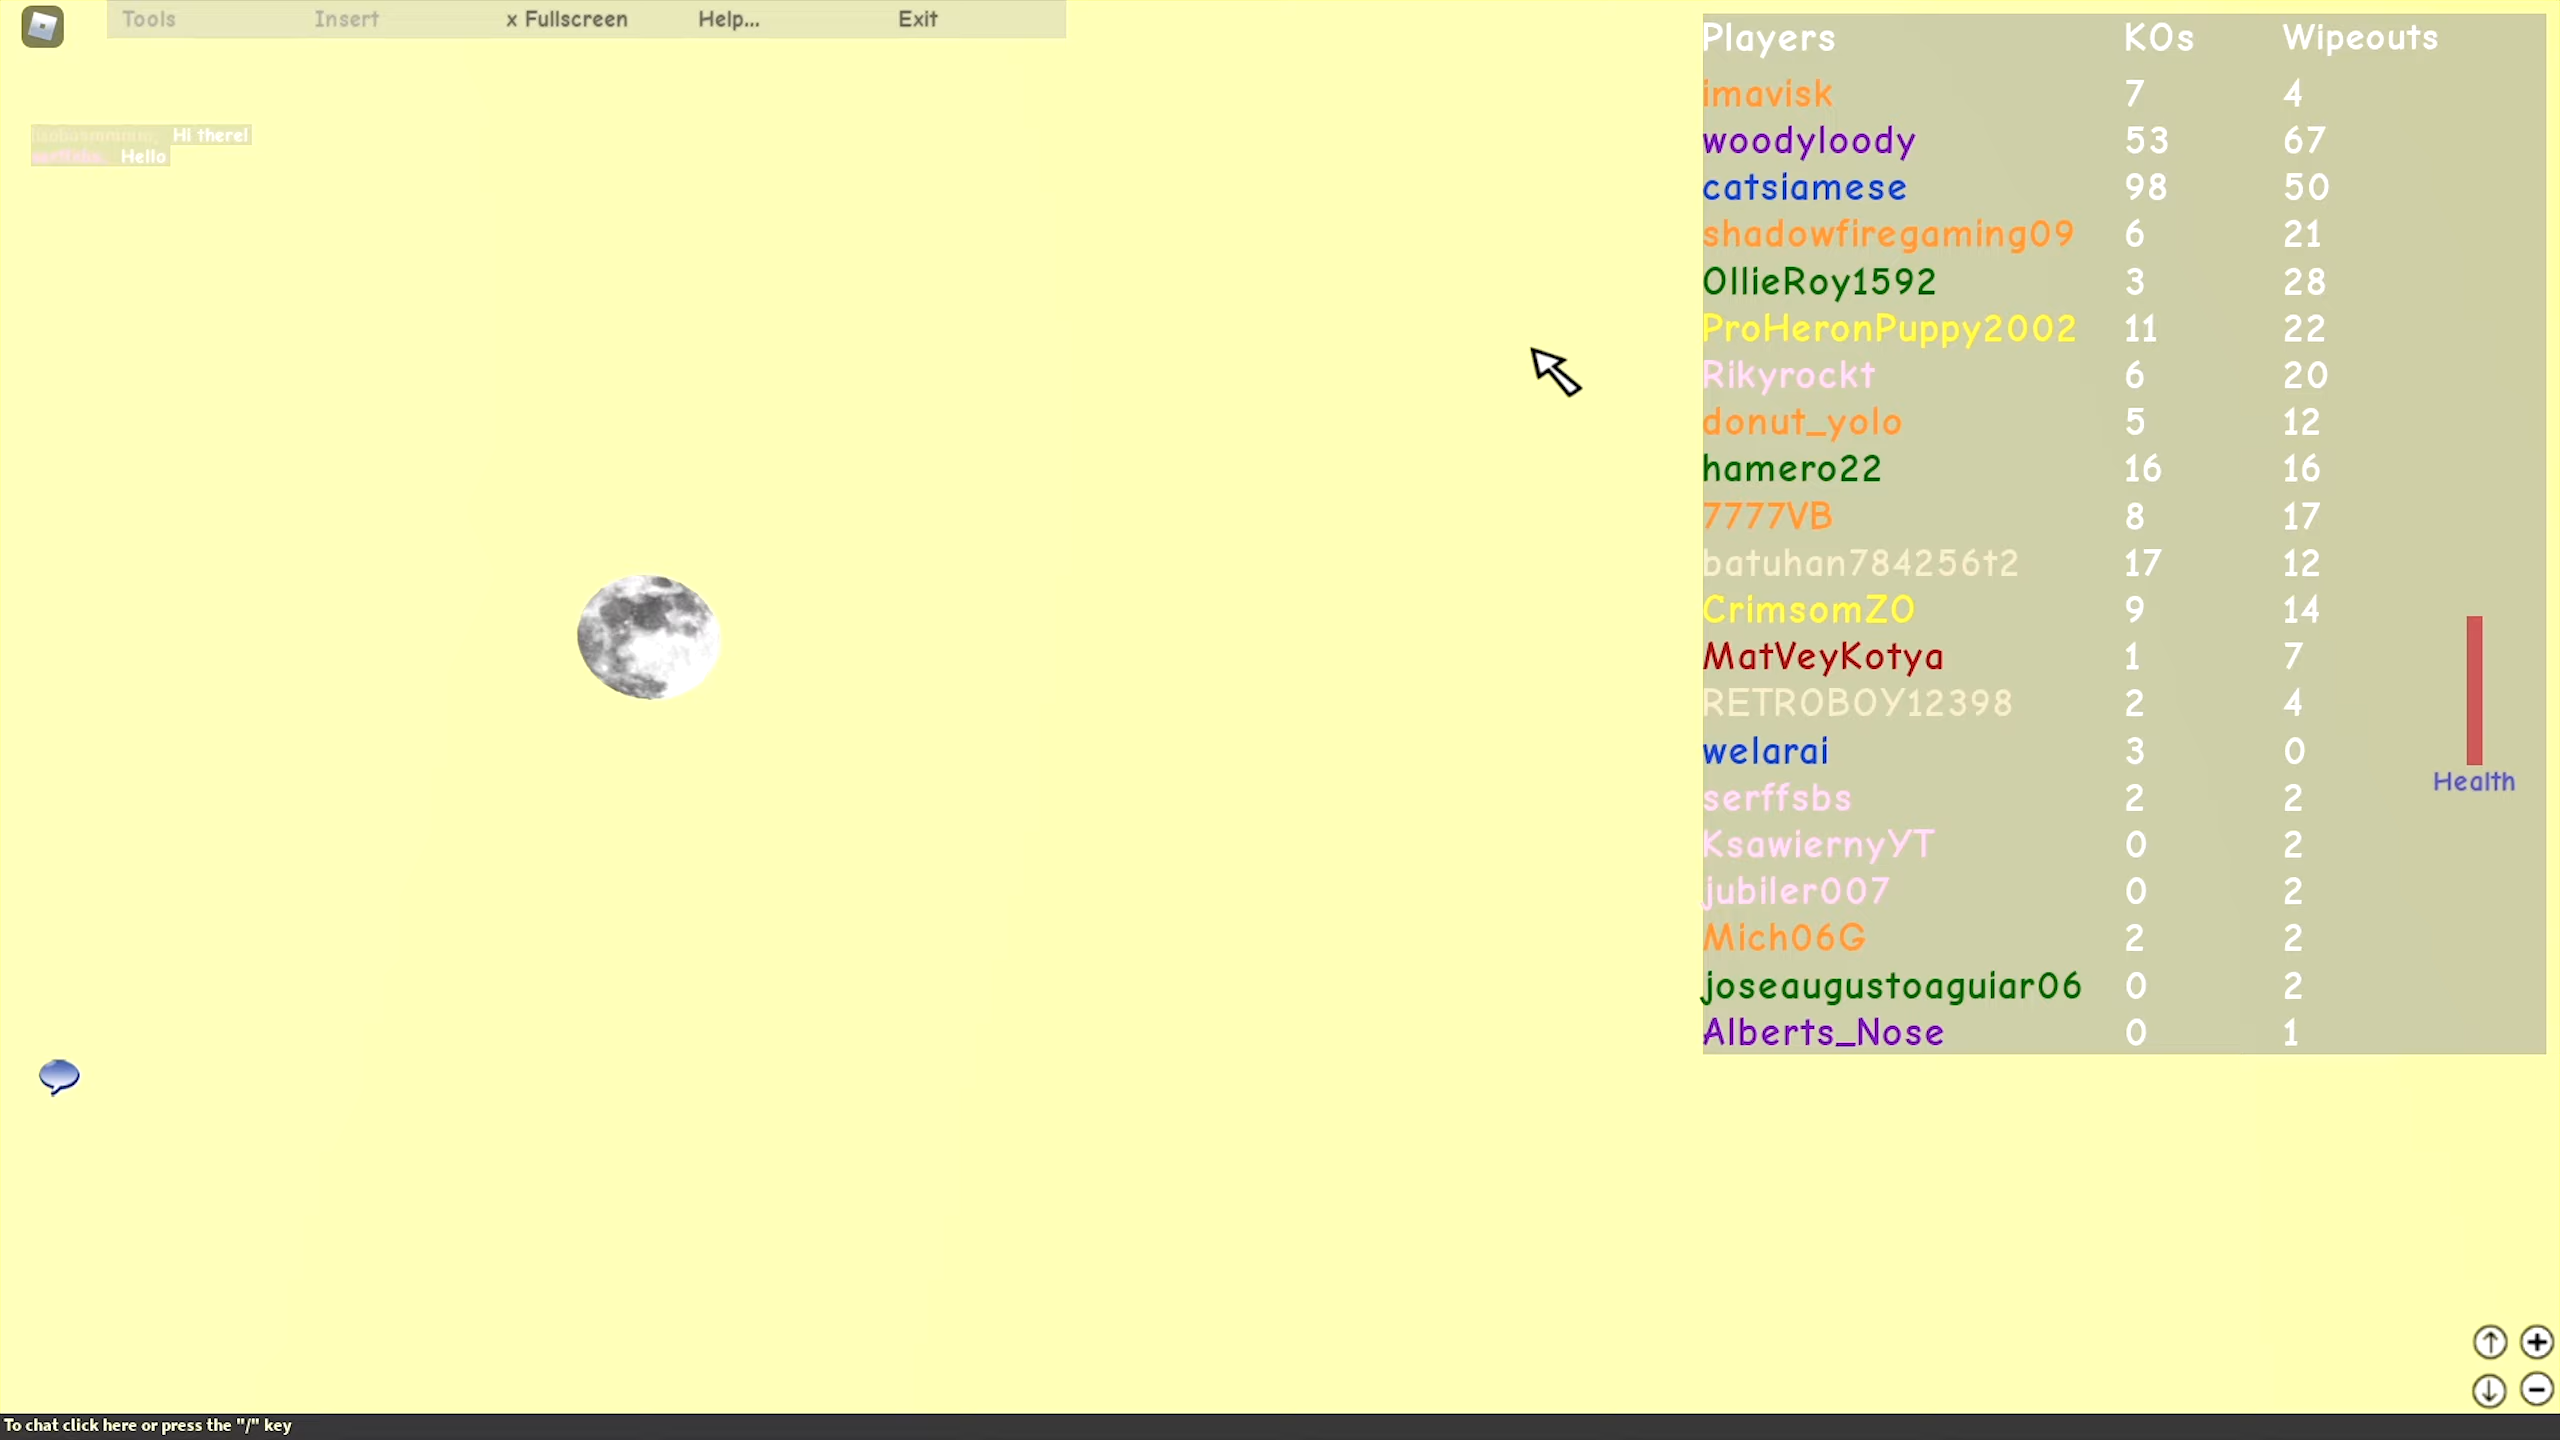 Tools Insert x Fullscreen Help... Exit
Hi there!
Hello
Players KOs Wipeouts
imavisk 7 4
woodyloody 53 67
catsiamese 98 50
shadowfiregaming09 6 21
OllieRoy1592 3 28
ProHeronPuppy2002 11 22
Rikyrockt 6 20
donut_yolo 5 12
hamero22 16 16
7777VB 8 17
batuhan784256t2 17 12
CrimsomZ0 9 14
MatVeyKotya 1 7
RETROBOY12398 2 4
welarai 3 0
serffsbs 2 2
KsawiernyYT 0 2
jubiler007 0 2
Mich06G 2 2
joseaugustoaguiar06 0 2
Alberts_Nose 0 1
Health
To chat click here or press the "/" key